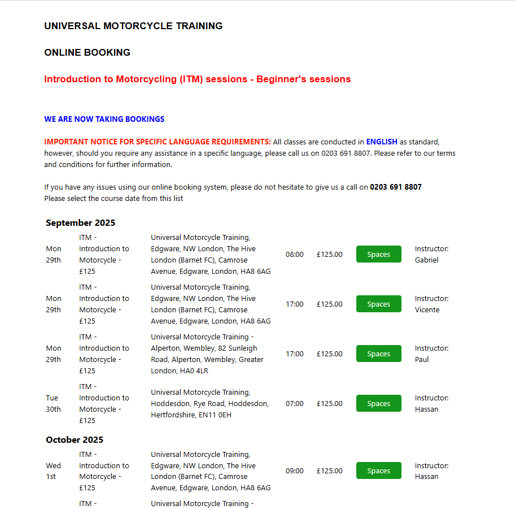 UNIVERSAL MOTORCYCLE TRAINING
ONLINE BOOKING
Introduction to Motorcycling (ITM) sessions - Beginner's sessions
WE ARE NOW TAKING BOOKINGS
IMPORTANT NOTICE FOR SPECIFIC LANGUAGE REQUIREMENTS: All classes are conducted in ENGLISH as standard,
however, should you require any assistance in a specific language, please call us on 0203 691 8807. Please refer to our terms
and conditions for further information.
If you have any issues using our online booking system, please do not hesitate to give us a call on 0203 691 8807
Please select the course date from this list
September 2025
Mon
29th
ITM -
Introduction to
Motorcycle -
£125
Universal Motorcycle Training,
Edgware, NW London, The Hive
London (Barnet FC), Camrose
Avenue, Edgware, London, HA8 6AG
08:00
£125.00
Spaces
Instructor:
Gabriel
Mon
29th
ITM -
Introduction to
Motorcycle -
£125
Universal Motorcycle Training,
Edgware, NW London, The Hive
London (Barnet FC), Camrose
Avenue, Edgware, London, HA8 6AG
17:00
£125.00
Spaces
Instructor:
Vicente
Mon
29th
ITM -
Introduction to
Motorcycle -
£125
Universal Motorcycle Training -
Alperton, Wembley, 82 Sunleigh
Road, Alperton, Wembley, Greater
London, HA0 4LR
17:00
£125.00
Spaces
Instructor:
Paul
Tue
30th
ITM -
Introduction to
Motorcycle -
£125
Universal Motorcycle Training,
Hoddesdon, Rye Road, Hoddesdon,
Hertfordshire, EN11 0EH
07:00
£125.00
Spaces
Instructor:
Hassan
October 2025
Wed
1st
ITM -
Introduction to
Motorcycle -
£125
Universal Motorcycle Training,
Edgware, NW London, The Hive
London (Barnet FC), Camrose
Avenue, Edgware, London, HA8 6AG
09:00
£125.00
Spaces
Instructor:
Hassan
ITM -
Universal Motorcycle Training -